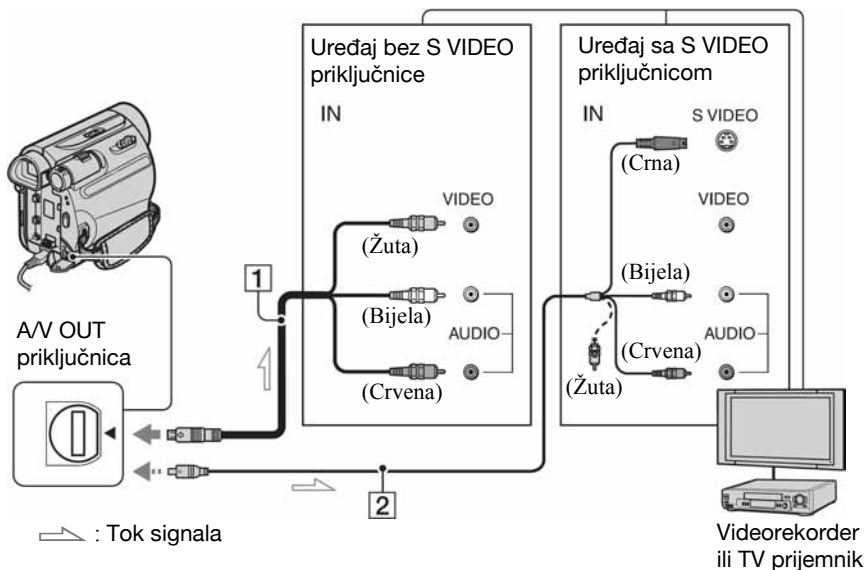 Uređaj bez S VIDEO
priključnice
IN
VIDEO
(Žuta)
(Bijela)
AUDIO
(Crvena)
1
Uređaj sa S VIDEO
priključnicom
IN
S VIDEO
(Crna)
VIDEO
(Bijela)
AUDIO
(Crvena)
(Žuta)
A/V OUT
priključnica
2
: Tok signala
Videorekorder
ili TV prijemnik